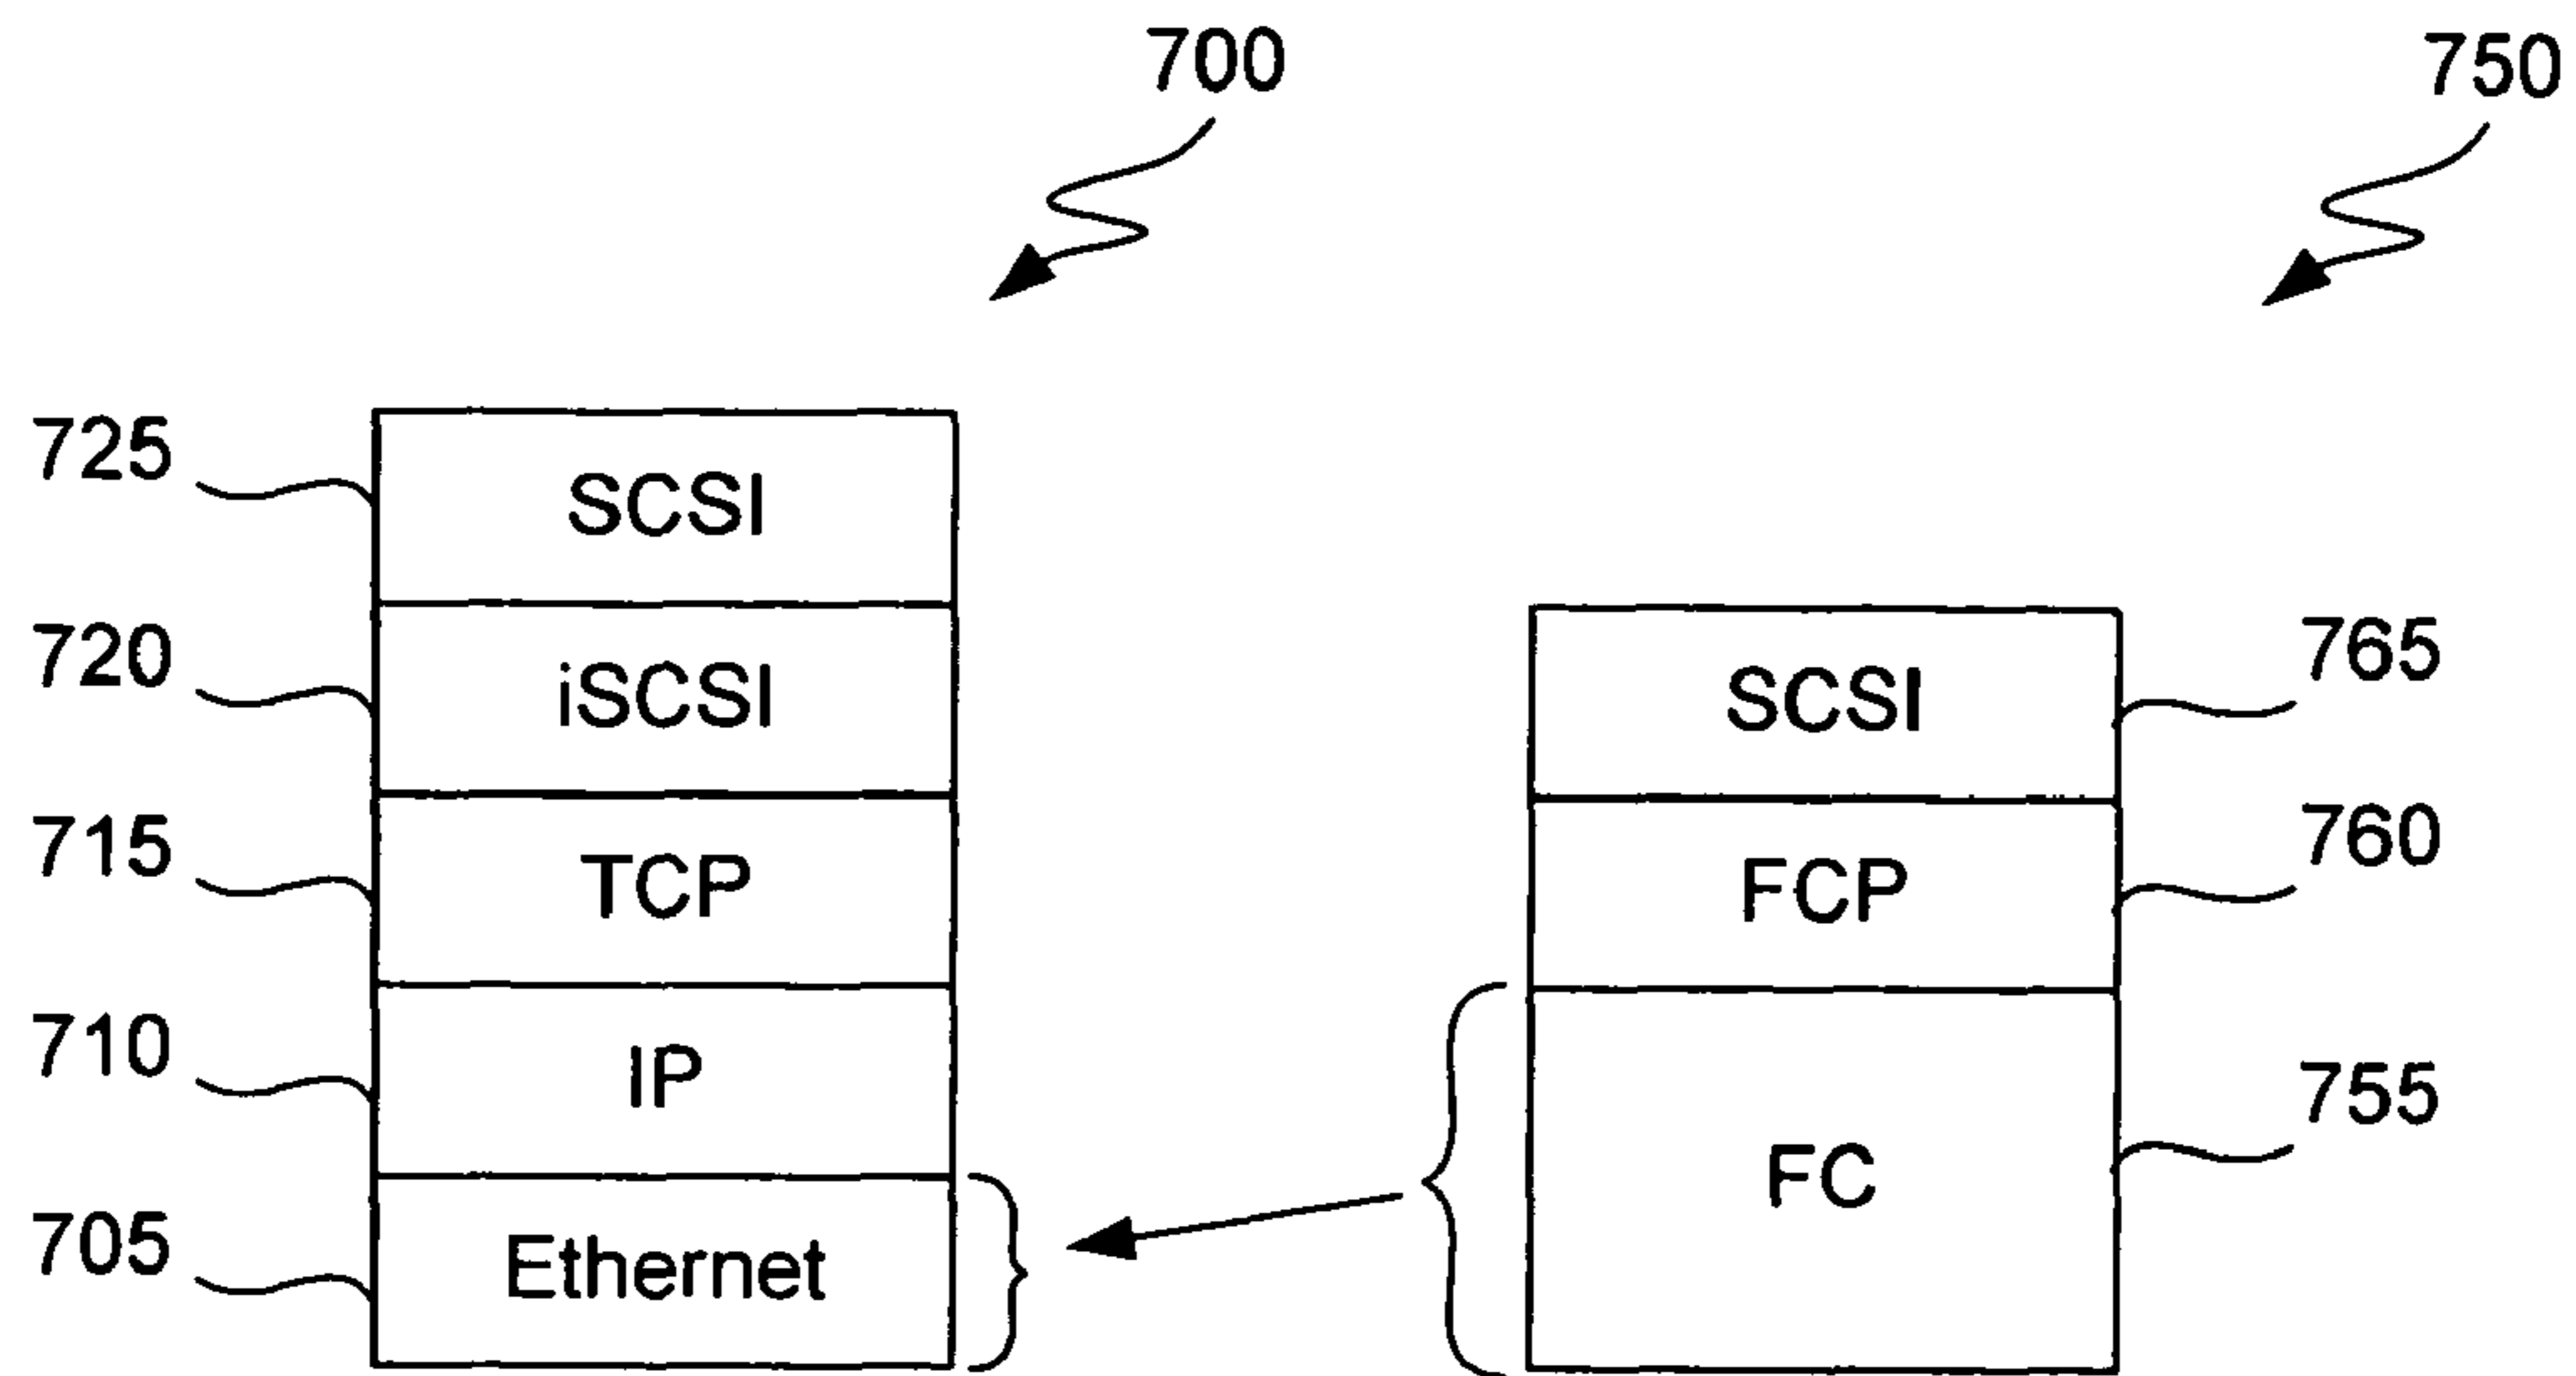 700
750
725
SCSI
720
iSCSI
SCSI
765
715
TCP
FCP
760
710
IP
FC
755
705
Ethernet